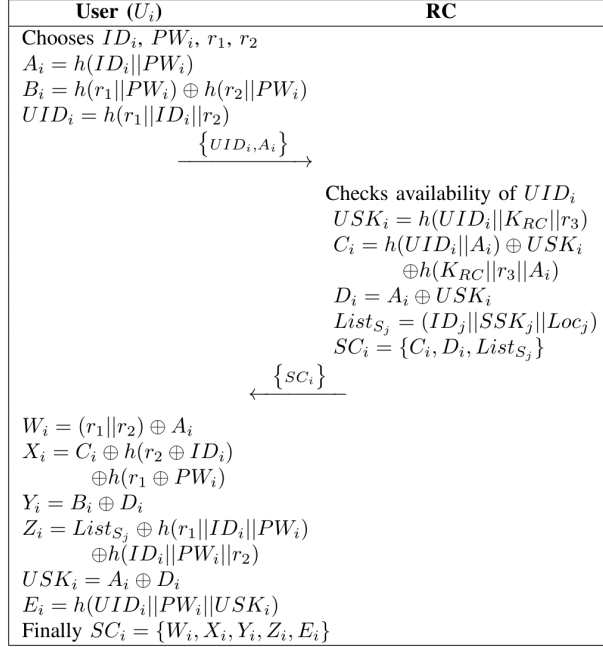 User (U_i) RC
Chooses ID_i, PW_i, r_1, r_2
A_i = h(ID_i||PW_i)
B_i = h(r_1||PW_i) ⊕ h(r_2||PW_i)
UID_i = h(r_1||ID_i||r_2)
{UID_i,A_i}
Checks availability of UID_i
USK_i = h(UID_i||K_RC||r_3)
C_i = h(UID_i||A_i) ⊕ USK_i
⊕h(K_RC||r_3||A_i)
D_i = A_i ⊕ USK_i
List_{S_j} = (ID_j||SSK_j||Loc_j)
SC_i = {C_i, D_i, List_{S_j}}
{SC_i}
W_i = (r_1||r_2) ⊕ A_i
X_i = C_i ⊕ h(r_2 ⊕ ID_i)
⊕h(r_1 ⊕ PW_i)
Y_i = B_i ⊕ D_i
Z_i = List_{S_j} ⊕ h(r_1||ID_i||PW_i)
⊕h(ID_i||PW_i||r_2)
USK_i = A_i ⊕ D_i
E_i = h(UID_i||PW_i||USK_i)
Finally SC_i = {W_i, X_i, Y_i, Z_i, E_i}